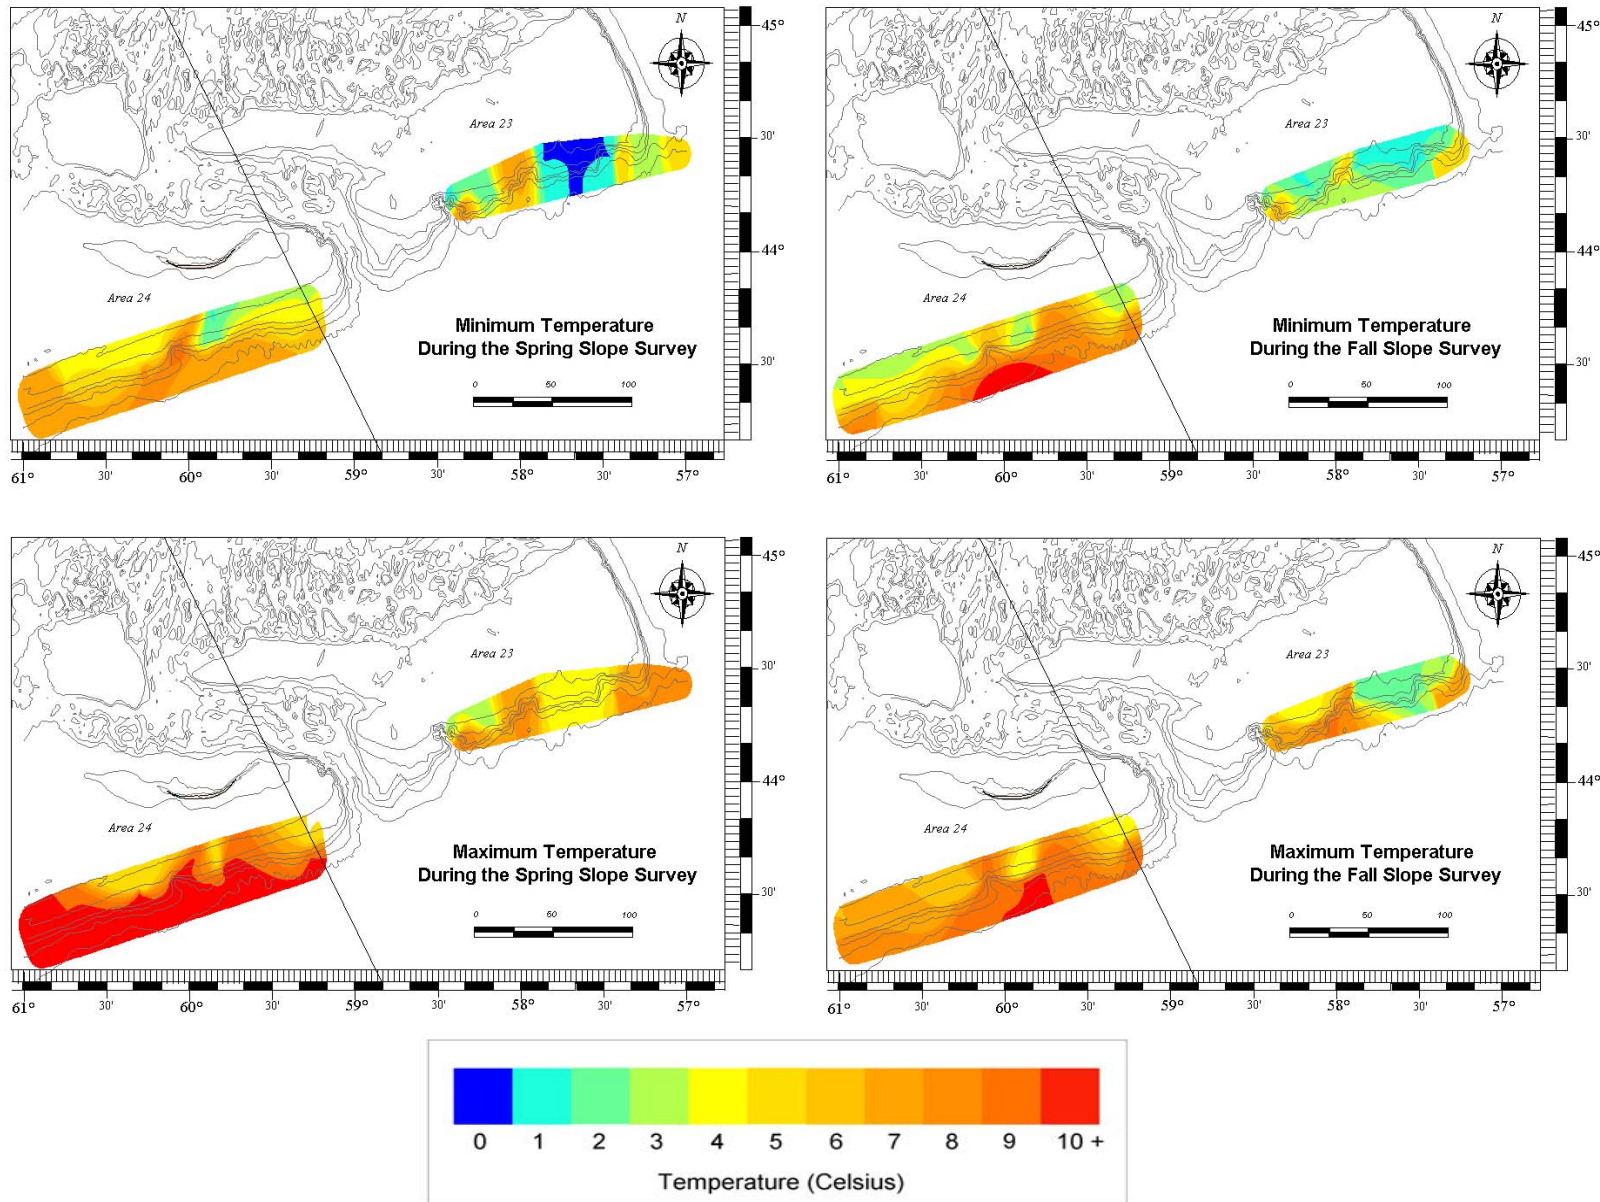 N
45°
Area 23
30'
44°
Area 24
Minimum Temperature
During the Spring Slope Survey
30'
0 50 100
61° 30' 60° 30' 59° 30' 58° 30' 57°
N
45°
Area 23
30'
44°
Area 24
Minimum Temperature
During the Fall Slope Survey
30'
0 50 100
61° 30' 60° 30' 59° 30' 58° 30' 57°
N
45°
Area 23
30'
44°
Area 24
Maximum Temperature
During the Spring Slope Survey
30'
0 50 100
61° 30' 60° 30' 59° 30' 58° 30' 57°
N
45°
Area 23
30'
44°
Area 24
Maximum Temperature
During the Fall Slope Survey
30'
0 50 100
61° 30' 60° 30' 59° 30' 58° 30' 57°
0 1 2 3 4 5 6 7 8 9 10 +
Temperature (Celsius)